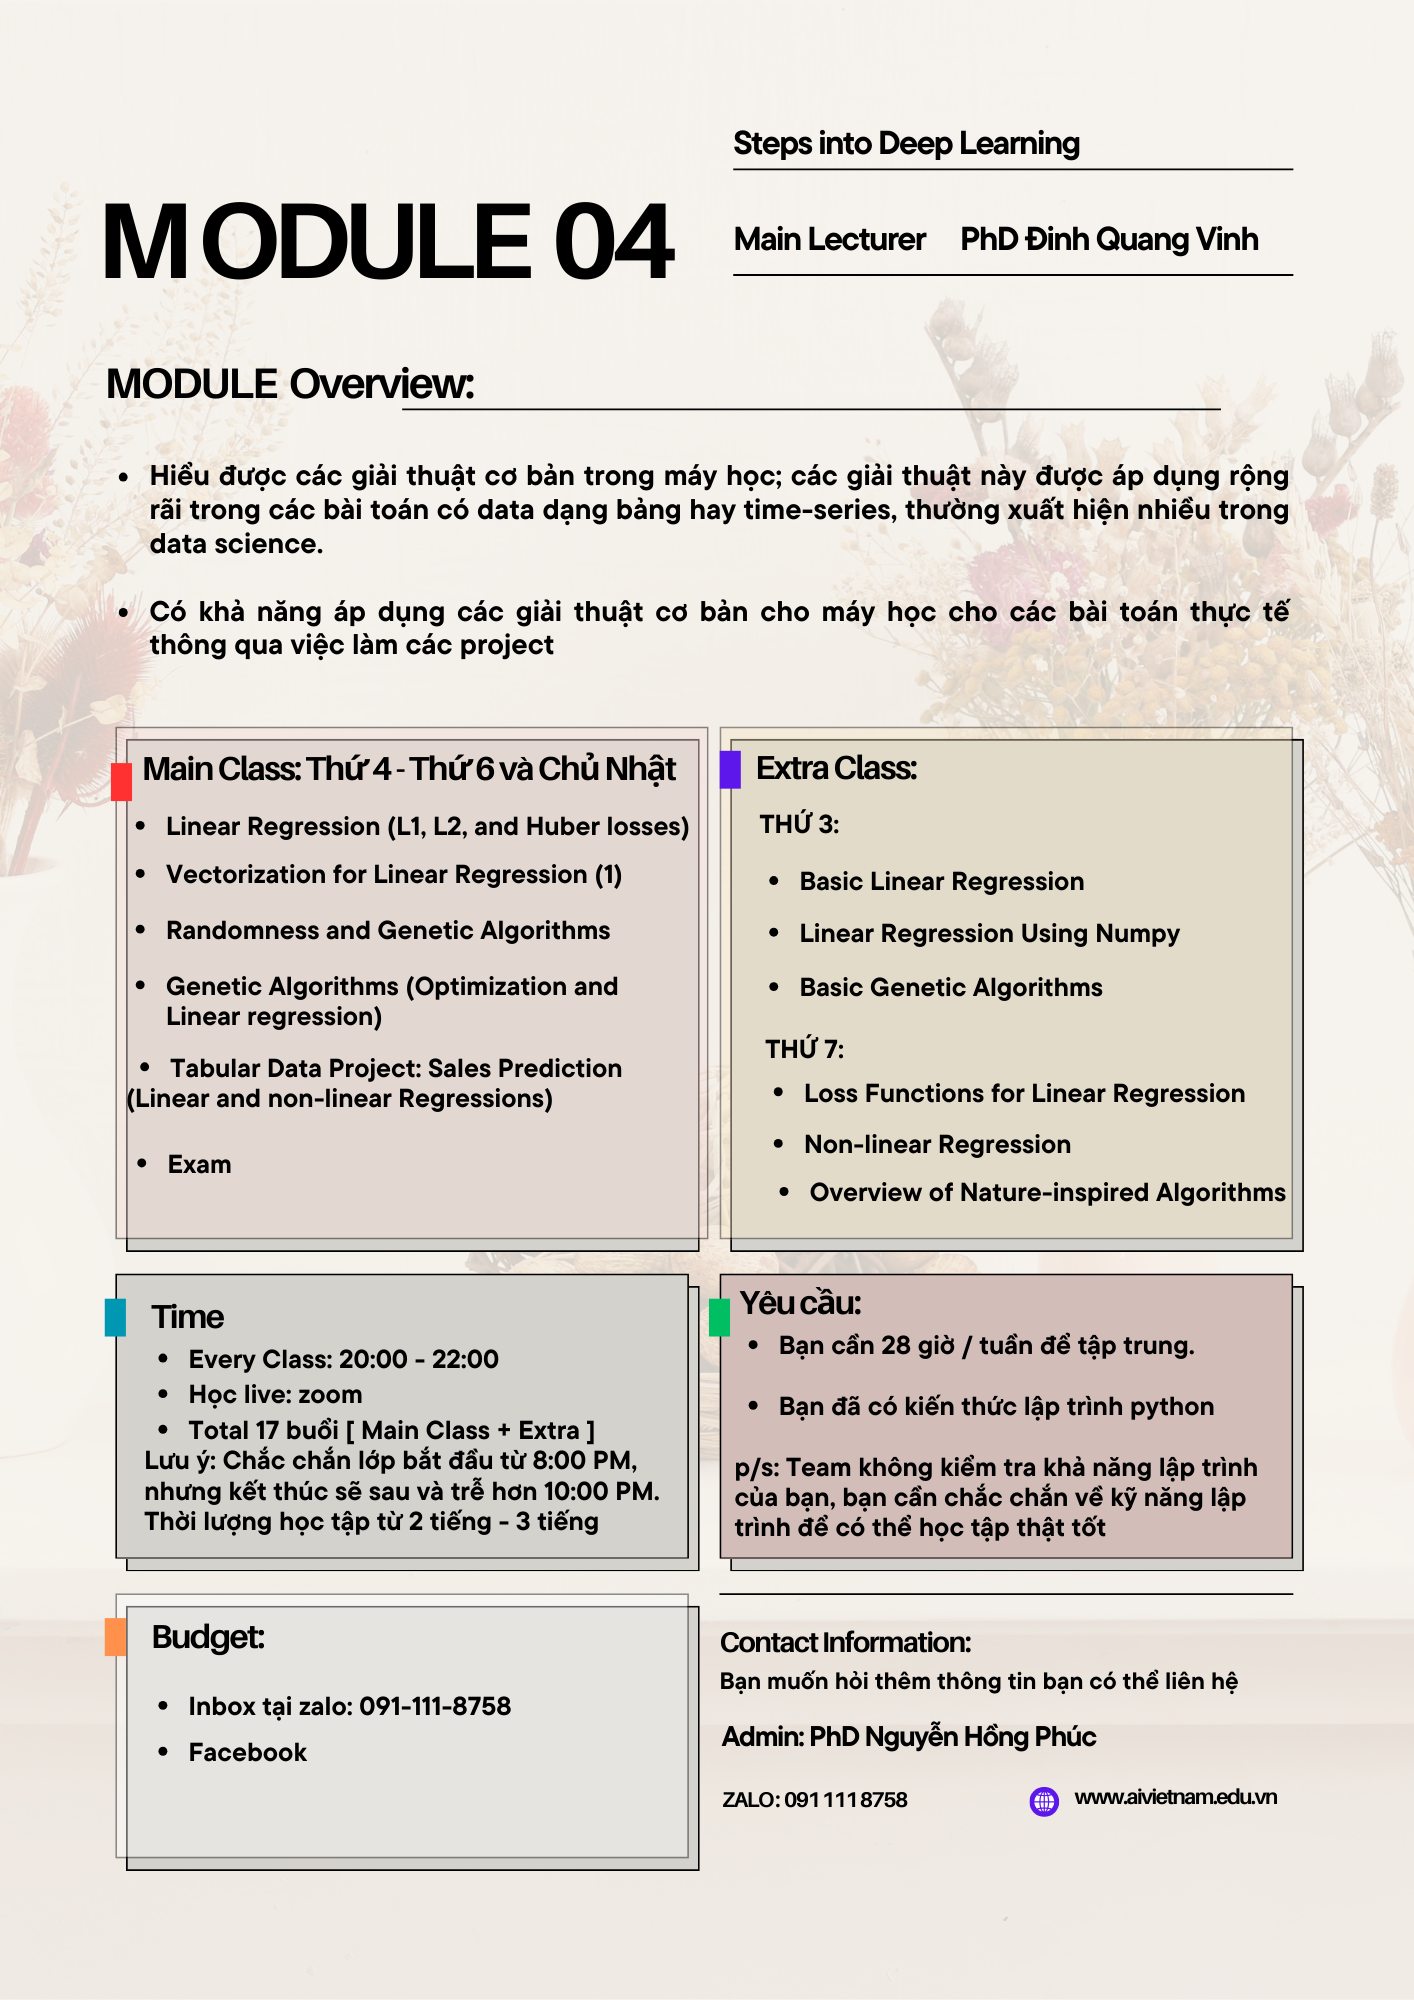 Steps into Deep Learning
MODULE 04
Main Lecturer PhD Đinh Quang Vinh
MODULE Overview:
• Hiểu được các giải thuật cơ bản trong máy học; các giải thuật này được áp dụng rộng
rãi trong các bài toán có data dạng bảng hay time-series, thường xuất hiện nhiều trong
data science.
• Có khả năng áp dụng các giải thuật cơ bản cho máy học cho các bài toán thực tế
thông qua việc làm các project
Main Class: Thứ 4 - Thứ 6 và Chủ Nhật
• Linear Regression (L1, L2, and Huber losses)
• Vectorization for Linear Regression (1)
• Randomness and Genetic Algorithms
• Genetic Algorithms (Optimization and
Linear regression)
• Tabular Data Project: Sales Prediction
(Linear and non-linear Regressions)
• Exam
Extra Class:
THỨ 3:
• Basic Linear Regression
• Linear Regression Using Numpy
• Basic Genetic Algorithms
THỨ 7:
• Loss Functions for Linear Regression
• Non-linear Regression
• Overview of Nature-inspired Algorithms
Time
• Every Class: 20:00 - 22:00
• Học live: zoom
• Total 17 buổi [ Main Class + Extra ]
Lưu ý: Chắc chắn lớp bắt đầu từ 8:00 PM,
nhưng kết thúc sẽ sau và trễ hơn 10:00 PM.
Thời lượng học tập từ 2 tiếng - 3 tiếng
Yêu cầu:
• Bạn cần 28 giờ / tuần để tập trung.
• Bạn đã có kiến thức lập trình python
p/s: Team không kiểm tra khả năng lập trình
của bạn, bạn cần chắc chắn về kỹ năng lập
trình để có thể học tập thật tốt
Budget:
• Inbox tại zalo: 091-111-8758
• Facebook
Contact Information:
Bạn muốn hỏi thêm thông tin bạn có thể liên hệ
Admin: PhD Nguyễn Hồng Phúc
ZALO: 091 111 8758
www.aivietnam.edu.vn